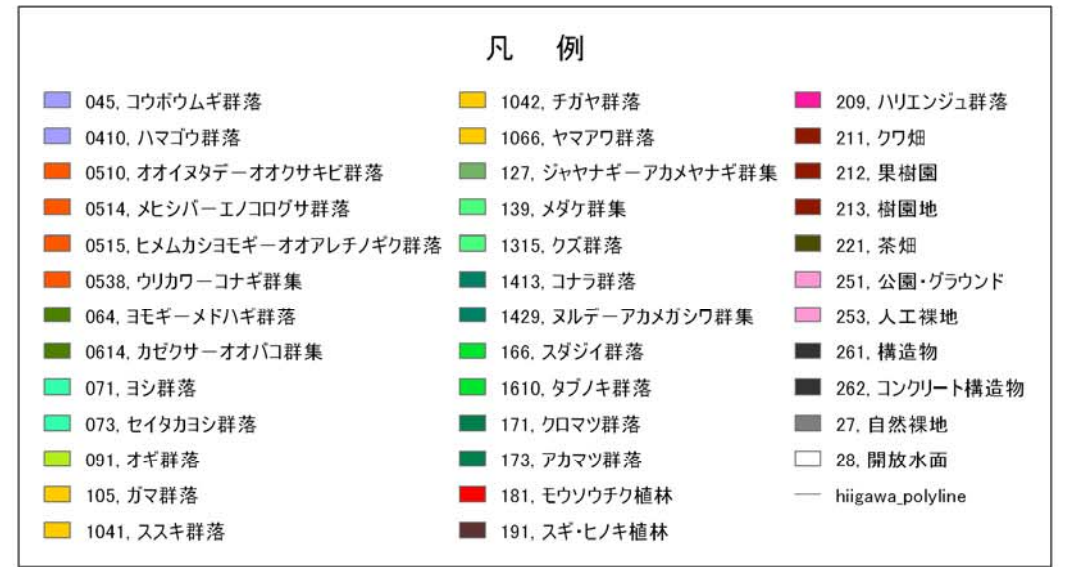 凡 例
045, コウボウムギ群落
0410, ハマゴウ群落
0510, オオイヌタデーオオクサキビ群落
0514, メヒシバーエノコログサ群落
0515, ヒメムカシヨモギーオオアレチノギク群落
0538, ウリカワーコナギ群集
064, ヨモギーメドハギ群落
0614, カゼクサーオオバコ群集
071, ヨシ群落
073, セイタカヨシ群落
091, オギ群落
105, ガマ群落
1041, ススキ群落
1042, チガヤ群落
1066, ヤマアワ群落
127, ジャヤナギーアカメヤナギ群集
139, メダケ群集
1315, クズ群落
1413, コナラ群落
1429, ヌルデーアカメガシワ群集
166, スダジイ群落
1610, タブノキ群落
171, クロマツ群落
173, アカマツ群落
181, モウソウチク植林
191, スギ・ヒノキ植林
209, ハリエンジュ群落
211, クワ畑
212, 果樹園
213, 樹園地
221, 茶畑
251, 公園・グラウンド
253, 人工裸地
261, 構造物
262, コンクリート構造物
27, 自然裸地
28, 開放水面
hiigawa_polyline